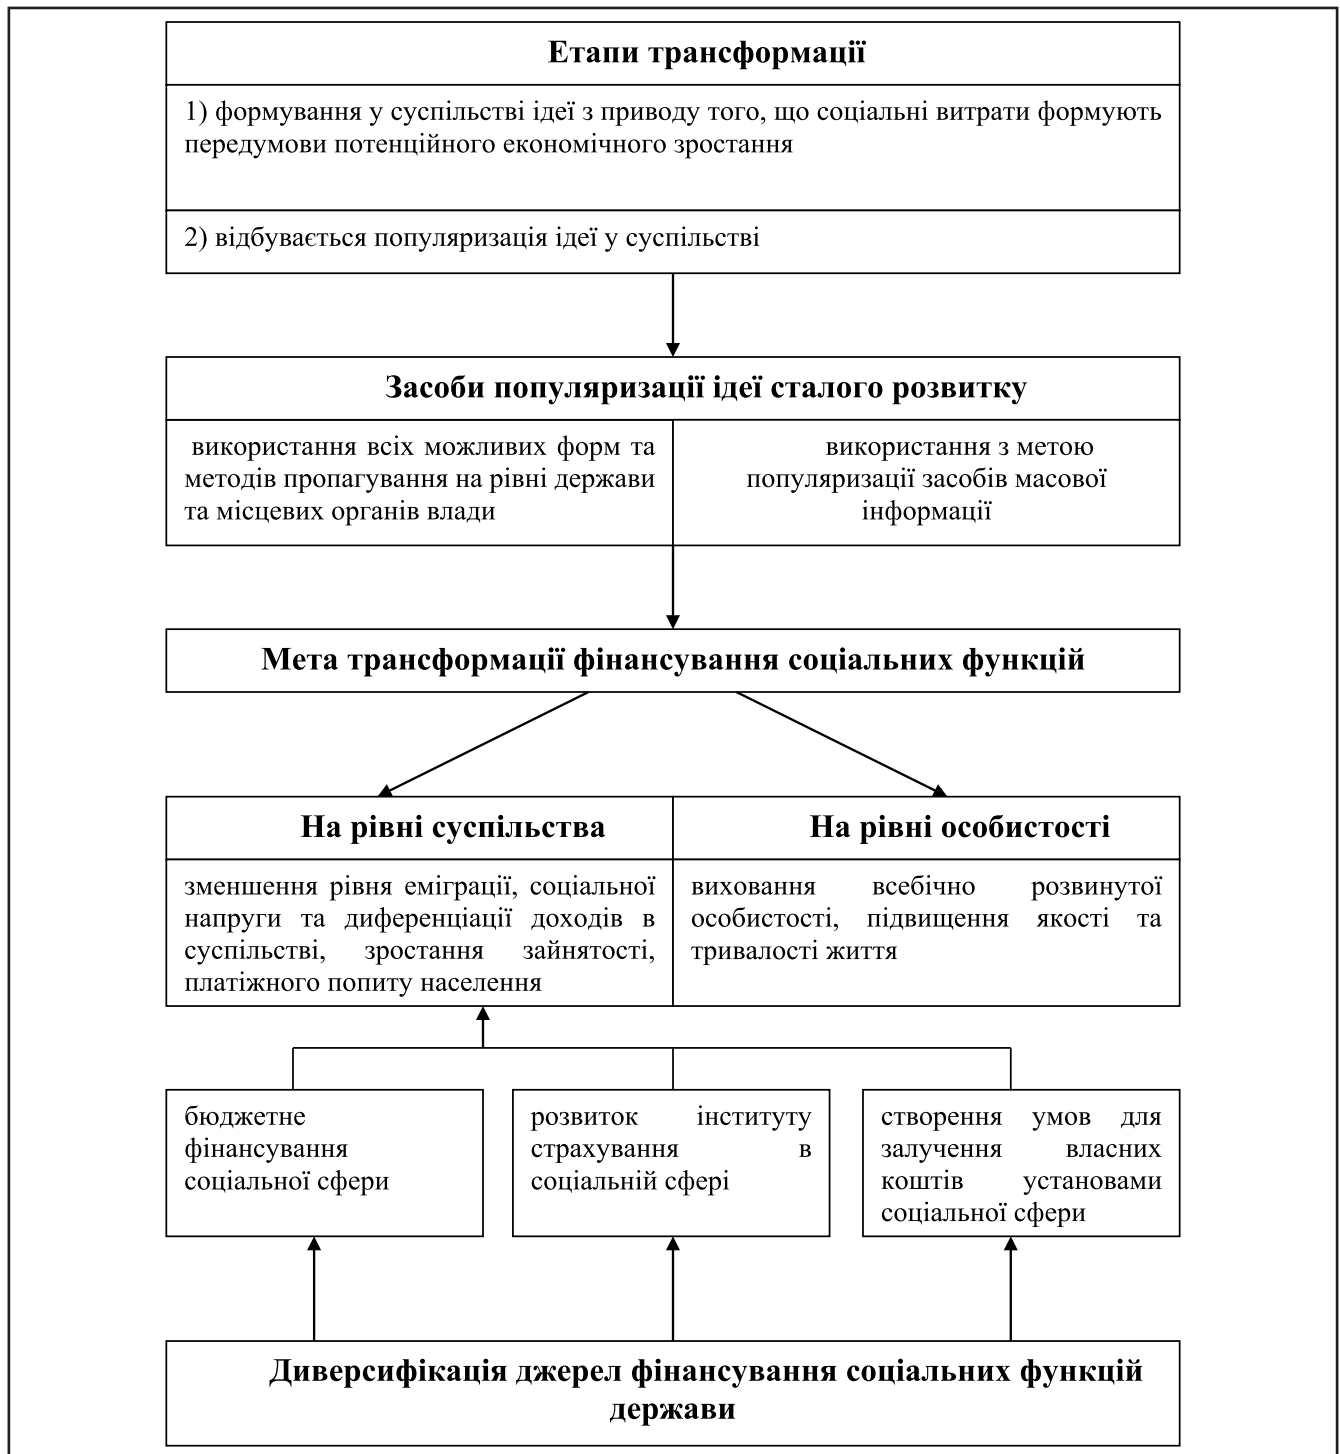 Етапи трансформації
1) формування у суспільстві ідеї з приводу того, що соціальні витрати формують
передумови потенційного економічного зростання
2) відбувається популяризація ідеї у суспільстві
Засоби популяризації ідеї сталого розвитку
використання всіх можливих форм та
методів пропагування на рівні держави
та місцевих органів влади
використання з метою
популяризації засобів масової
інформації
Мета трансформації фінансування соціальних функцій
На рівні суспільства
зменшення рівня еміграції, соціальної
напруги та диференціації доходів в
суспільстві, зростання зайнятості,
платіжного попиту населення
На рівні особистості
виховання всебічно розвинутої
особистості, підвищення якості та
тривалості життя
бюджетне
фінансування
соціальної сфери
розвиток інституту
страхування в
соціальній сфері
створення умов для
залучення власних
коштів установами
соціальної сфери
Диверсифікація джерел фінансування соціальних функцій
держави